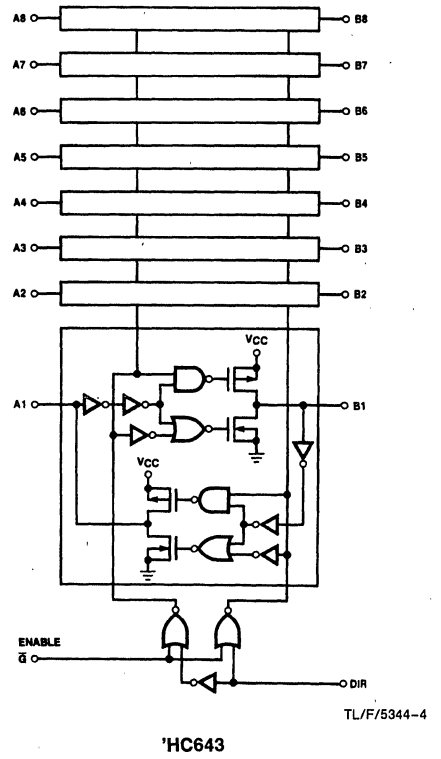 A8 B8
A7 B7
A6 B6
A5 B5
A4 B4
A3 B3
A2 B2
VCC
A1 B1
VCC
ENABLE
G̅ DIR
TL/F/5344–4
'HC643